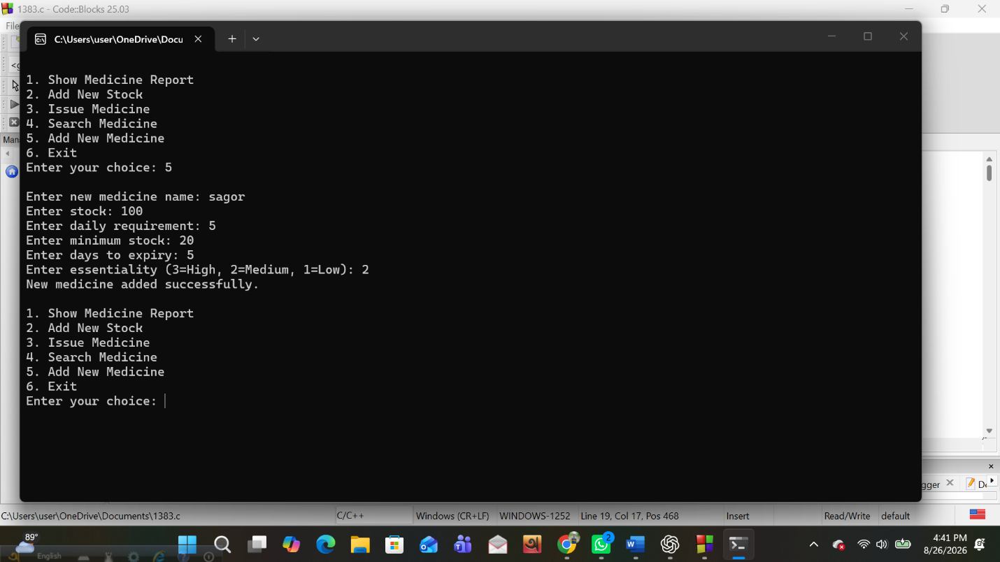 1383.c - Code::Blocks 25.03
File
C:\Users\user\OneDrive\Docu
<g
1. Show Medicine Report
2. Add New Stock
3. Issue Medicine
4. Search Medicine
5. Add New Medicine
6. Exit
Enter your choice: 5
Mana
Enter new medicine name: sagor
Enter stock: 100
Enter daily requirement: 5
Enter minimum stock: 20
Enter days to expiry: 5
Enter essentiality (3=High, 2=Medium, 1=Low): 2
New medicine added successfully.
1. Show Medicine Report
2. Add New Stock
3. Issue Medicine
4. Search Medicine
5. Add New Medicine
6. Exit
Enter your choice:
gger
De
C:\Users\user\OneDrive\Documents\1383.c C/C++ Windows (CR+LF) WINDOWS-1252 Line 19, Col 17, Pos 468 Insert Read/Write default
89°
English
2
4:41 PM
8/26/2026